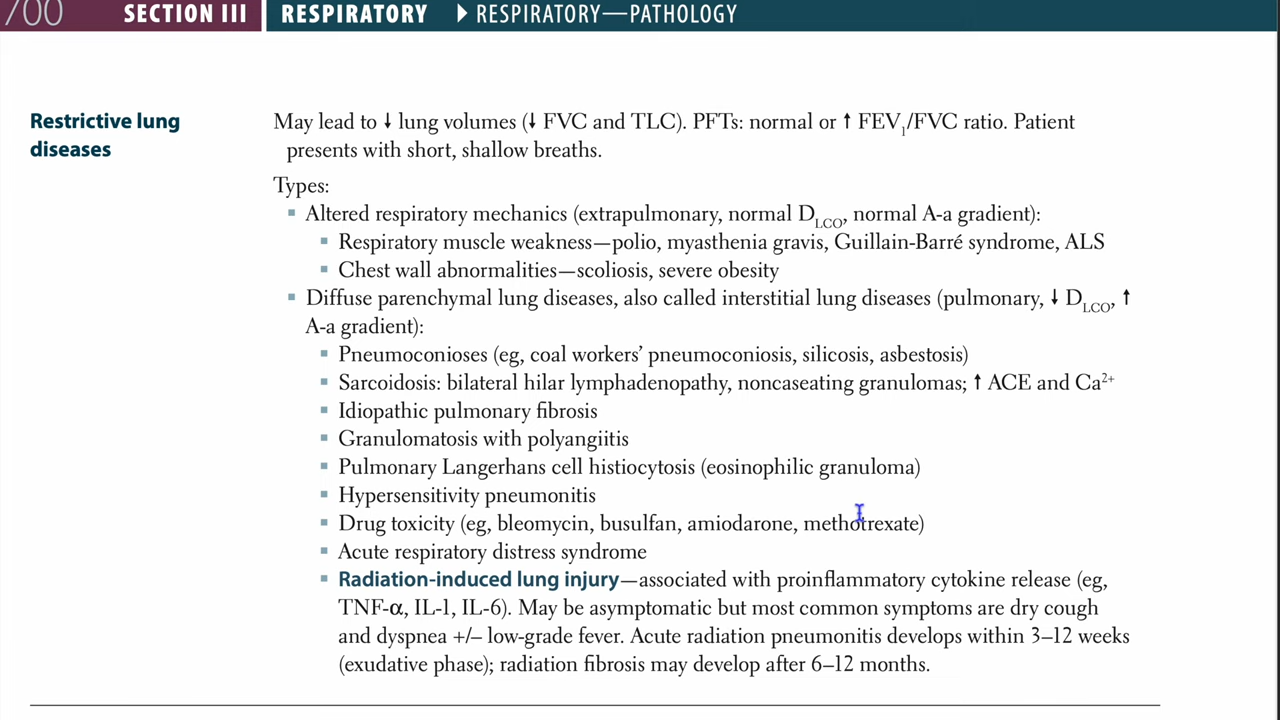 700 SECTION III RESPIRATORY ▶ RESPIRATORY—PATHOLOGY
Restrictive lung diseases
May lead to ↓ lung volumes (↓ FVC and TLC). PFTs: normal or ↑ FEV₁/FVC ratio. Patient
presents with short, shallow breaths.
Types:
▪ Altered respiratory mechanics (extrapulmonary, normal D_LCO, normal A-a gradient):
▪ Respiratory muscle weakness—polio, myasthenia gravis, Guillain-Barré syndrome, ALS
▪ Chest wall abnormalities—scoliosis, severe obesity
▪ Diffuse parenchymal lung diseases, also called interstitial lung diseases (pulmonary, ↓ D_LCO, ↑
A-a gradient):
▪ Pneumoconioses (eg, coal workers’ pneumoconiosis, silicosis, asbestosis)
▪ Sarcoidosis: bilateral hilar lymphadenopathy, noncaseating granulomas; ↑ ACE and Ca²⁺
▪ Idiopathic pulmonary fibrosis
▪ Granulomatosis with polyangiitis
▪ Pulmonary Langerhans cell histiocytosis (eosinophilic granuloma)
▪ Hypersensitivity pneumonitis
▪ Drug toxicity (eg, bleomycin, busulfan, amiodarone, methotrexate)
▪ Acute respiratory distress syndrome
▪ Radiation-induced lung injury—associated with proinflammatory cytokine release (eg,
TNF-α, IL-1, IL-6). May be asymptomatic but most common symptoms are dry cough
and dyspnea +/– low-grade fever. Acute radiation pneumonitis develops within 3–12 weeks
(exudative phase); radiation fibrosis may develop after 6–12 months.